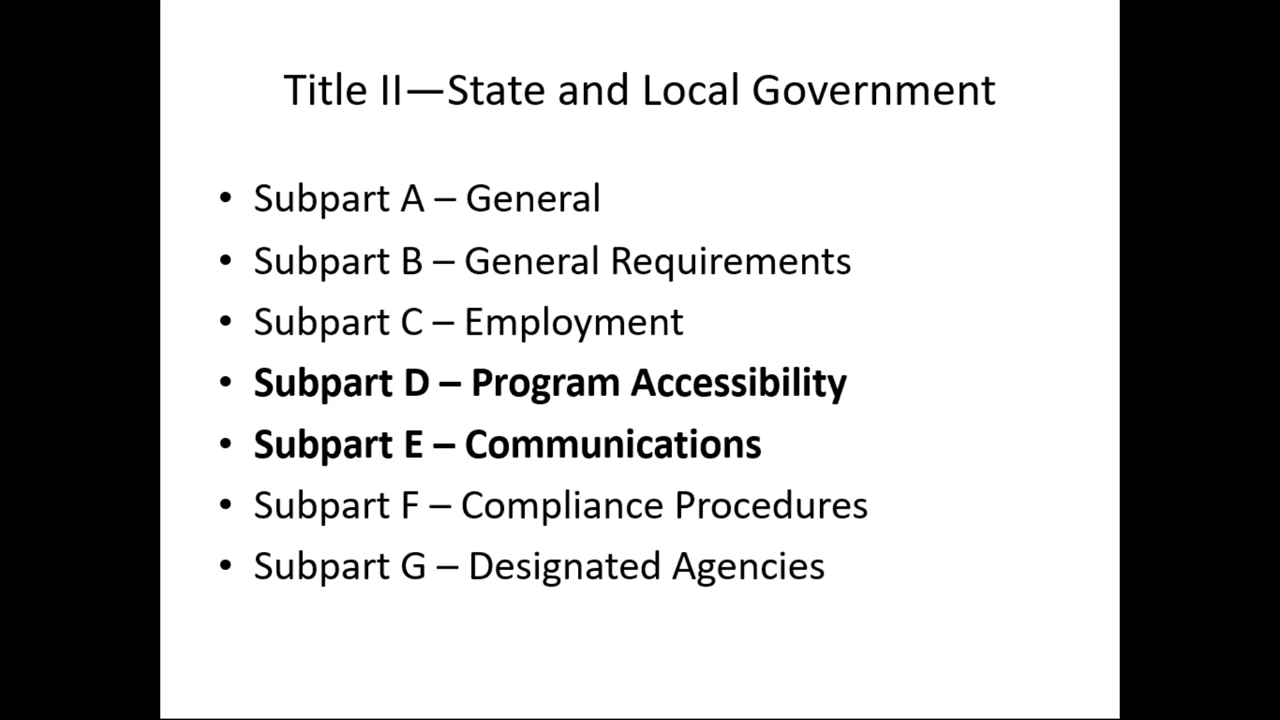 Title II—State and Local Government
• Subpart A – General
• Subpart B – General Requirements
• Subpart C – Employment
• Subpart D – Program Accessibility
• Subpart E – Communications
• Subpart F – Compliance Procedures
• Subpart G – Designated Agencies